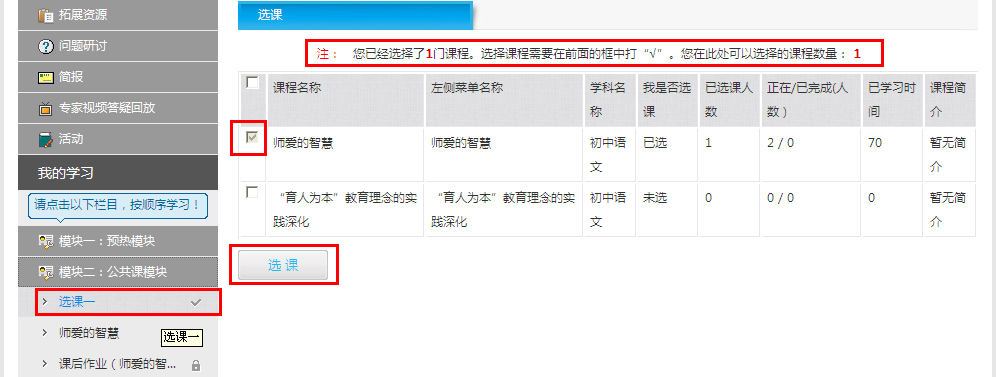 拓展资源
问题研讨
简报
专家视频答疑回放
活动
我的学习
请点击以下栏目，按顺序学习！
模块一：预热模块
模块二：公共课模块
选课一
师爱的智慧
选课一
课后作业（师爱的智...
选课
注： 您已经选择了1门课程。选择课程需要在前面的框中打“√”。您在此处可以选择的课程数量： 1
课程名称 左侧菜单名称 学科名称 我是否选课 已选课人数 正在/已完成(人数) 已学习时间 课程简介
师爱的智慧 师爱的智慧 初中语文 已选 1 2 / 0 70 暂无简介
“育人为本”教育理念的实践深化 “育人为本”教育理念的实践深化 初中语文 未选 0 0 / 0 0 暂无简介
选 课